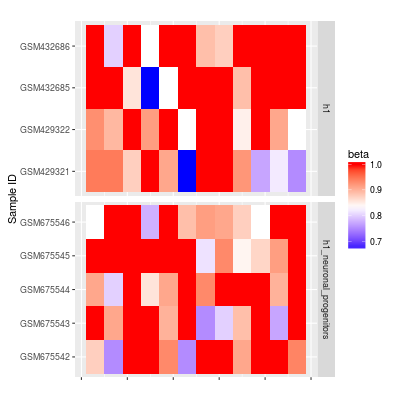 Sample ID
GSM432686
GSM432685
GSM429322
GSM429321
h1
GSM675546
GSM675545
GSM675544
GSM675543
GSM675542
h1_neuronal_progenitors
beta
1.0
0.9
0.8
0.7